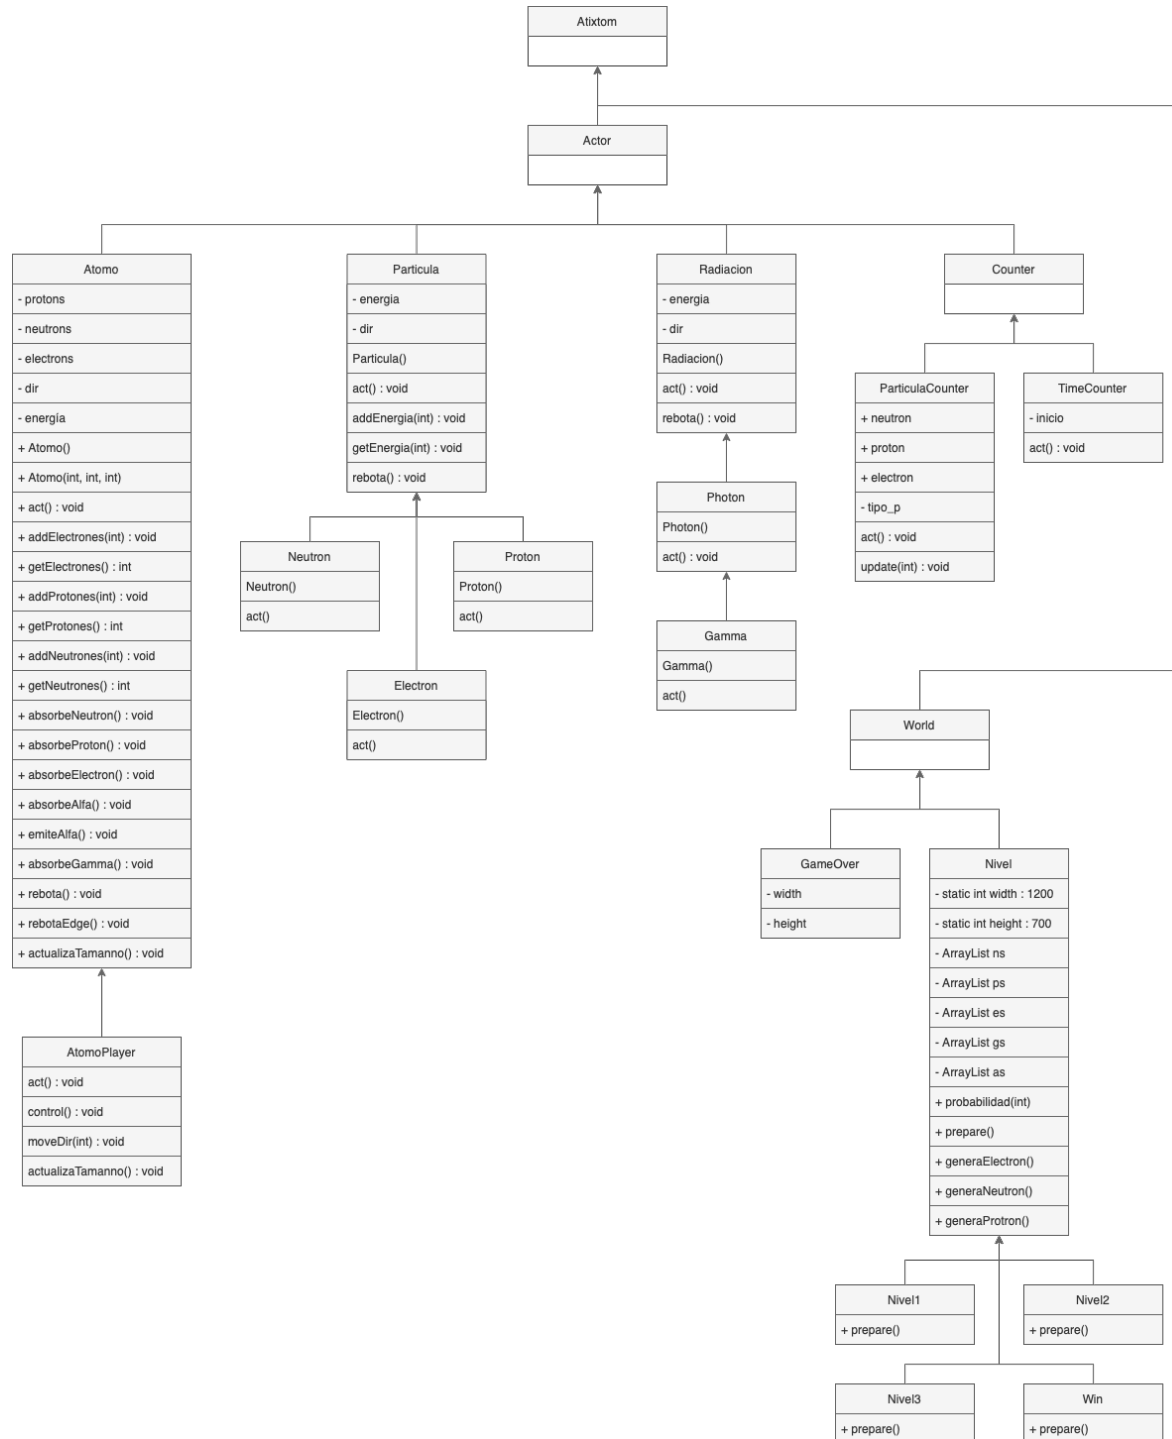 Atixtom
Actor
Atomo
- protons
- neutrons
- electrons
- dir
- energía
+ Atomo()
+ Atomo(int, int, int)
+ act() : void
+ addElectrones(int) : void
+ getElectrones() : int
+ addProtones(int) : void
+ getProtones() : int
+ addNeutrones(int) : void
+ getNeutrones() : int
+ absorbeNeutron() : void
+ absorbeProton() : void
+ absorbeElectron() : void
+ absorbeAlfa() : void
+ emiteAlfa() : void
+ absorbeGamma() : void
+ rebota() : void
+ rebotaEdge() : void
+ actualizaTamanno() : void
AtomoPlayer
act() : void
control() : void
moveDir(int) : void
actualizaTamanno() : void
Particula
- energia
- dir
Particula()
act() : void
addEnergia(int) : void
getEnergia(int) : void
rebota() : void
Neutron
Neutron()
act()
Proton
Proton()
act()
Electron
Electron()
act()
Radiacion
- energia
- dir
Radiacion()
act() : void
rebota() : void
Photon
Photon()
act() : void
Gamma
Gamma()
act()
Counter
ParticulaCounter
+ neutron
+ proton
+ electron
- tipo_p
act() : void
update(int) : void
TimeCounter
- inicio
act() : void
World
GameOver
- width
- height
Nivel
- static int width : 1200
- static int height : 700
- ArrayList ns
- ArrayList ps
- ArrayList es
- ArrayList gs
- ArrayList as
+ probabilidad(int)
+ prepare()
+ generaElectron()
+ generaNeutron()
+ generaProtron()
Nivel1
+ prepare()
Nivel2
+ prepare()
Nivel3
+ prepare()
Win
+ prepare()